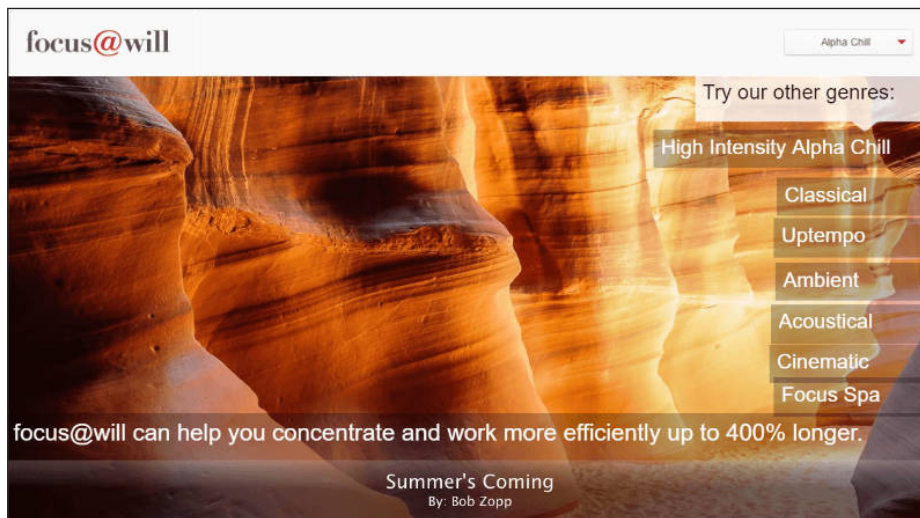 focus@will
Alpha Chill
Try our other genres:
High Intensity Alpha Chill
Classical
Uptempo
Ambient
Acoustical
Cinematic
Focus Spa
focus@will can help you concentrate and work more efficiently up to 400% longer.
Summer's Coming
By: Bob Zopp